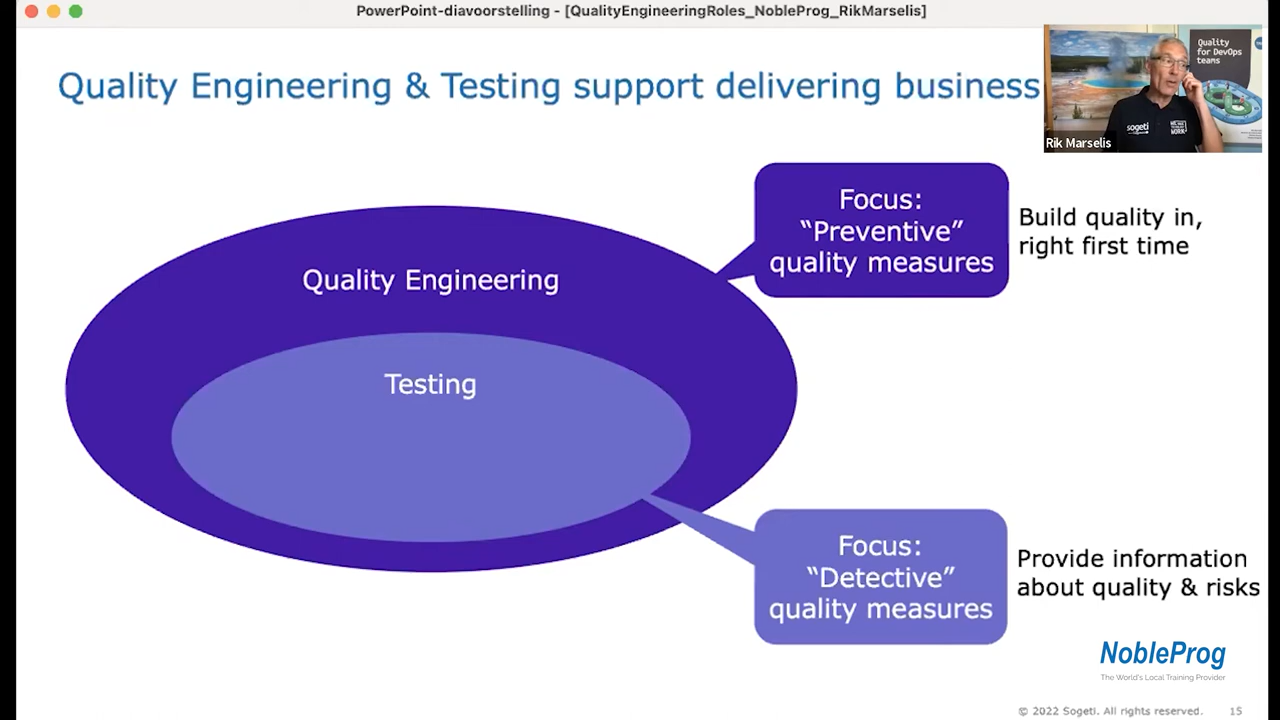 PowerPoint-diavoorstelling - [QualityEngineeringRoles_NobleProg_RikMarselis]
Quality Engineering & Testing support delivering business
Quality
for DevOps
teams
sogeti
Rik Marselis
Focus:
“Preventive”
quality measures
Build quality in,
right first time
Quality Engineering
Testing
Focus:
“Detective”
quality measures
Provide information
about quality & risks
NobleProg
The World's Local Training Provider
© 2022 Sogeti. All rights reserved.
15